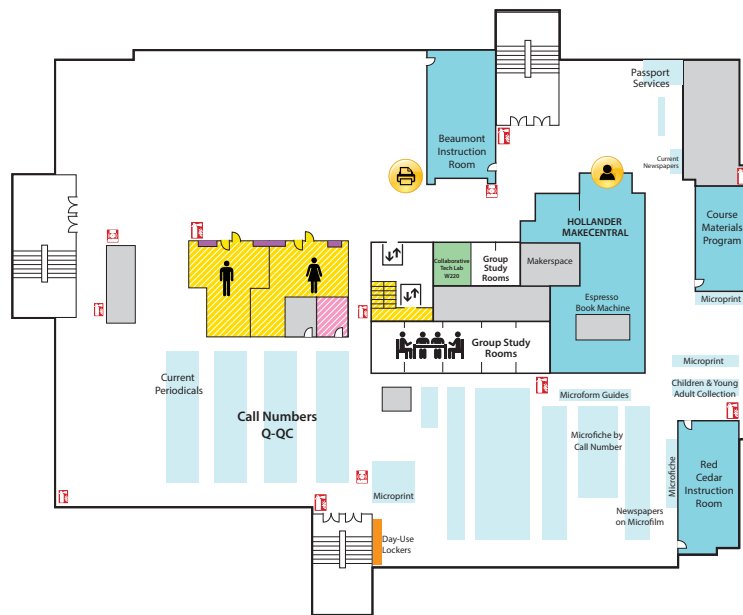 Passport
Services
Beaumont
Instruction
Room
Current
Newspapers
HOLLANDER
MAKECENTRAL
Course
Materials
Program
Collaborative
Tech Lab
W220
Group
Study
Rooms
Makerspace
Espresso
Book Machine
Microprint
Group Study
Rooms
Current
Periodicals
Microprint
Children & Young
Adult Collection
Microform Guides
Call Numbers
Q-QC
Microfiche by
Call Number
Microfiche
Red
Cedar
Instruction
Room
Microprint
Newspapers
on Microfilm
Day-Use
Lockers